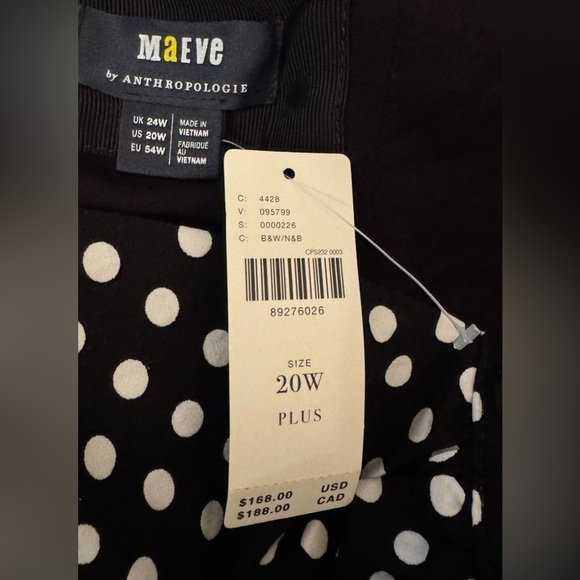 MaEVe
by ANTHROPOLOGIE
UK 24W
US 20W
EU 54W
MADE IN
VIETNAM
FABRIQUÉ
AU
VIETNAM
C: 4428
V: 095799
S: 0000226
C: B&W/N&B
CP5232 0003
89276026
SIZE
20W
PLUS
$168.00 USD
$188.00 CAD